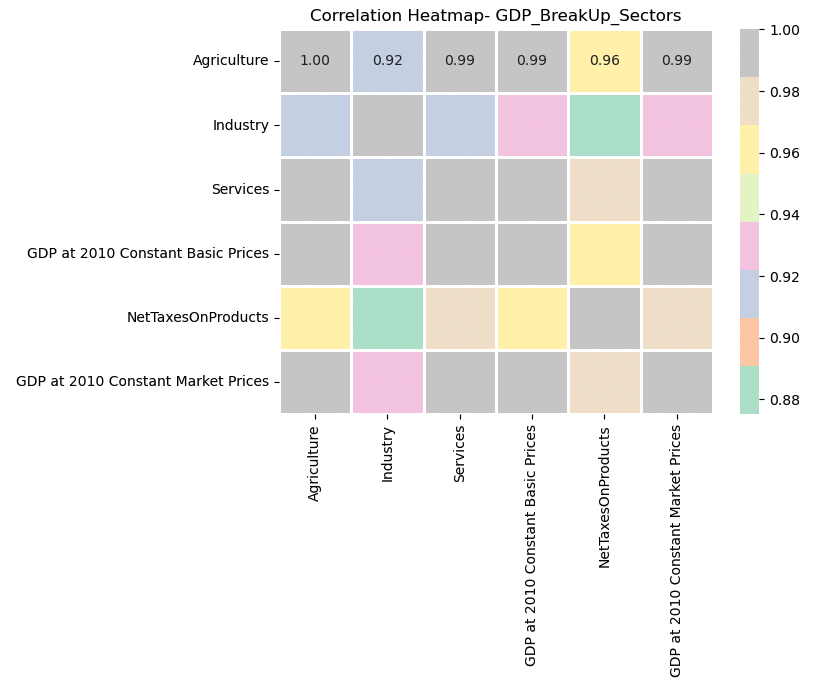 Correlation Heatmap- GDP_BreakUp_Sectors
Agriculture
1.00 0.92 0.99 0.99 0.96 0.99
Industry
Services
GDP at 2010 Constant Basic Prices
NetTaxesOnProducts
GDP at 2010 Constant Market Prices
Agriculture
Industry
Services
GDP at 2010 Constant Basic Prices
NetTaxesOnProducts
GDP at 2010 Constant Market Prices
1.00
0.98
0.96
0.94
0.92
0.90
0.88